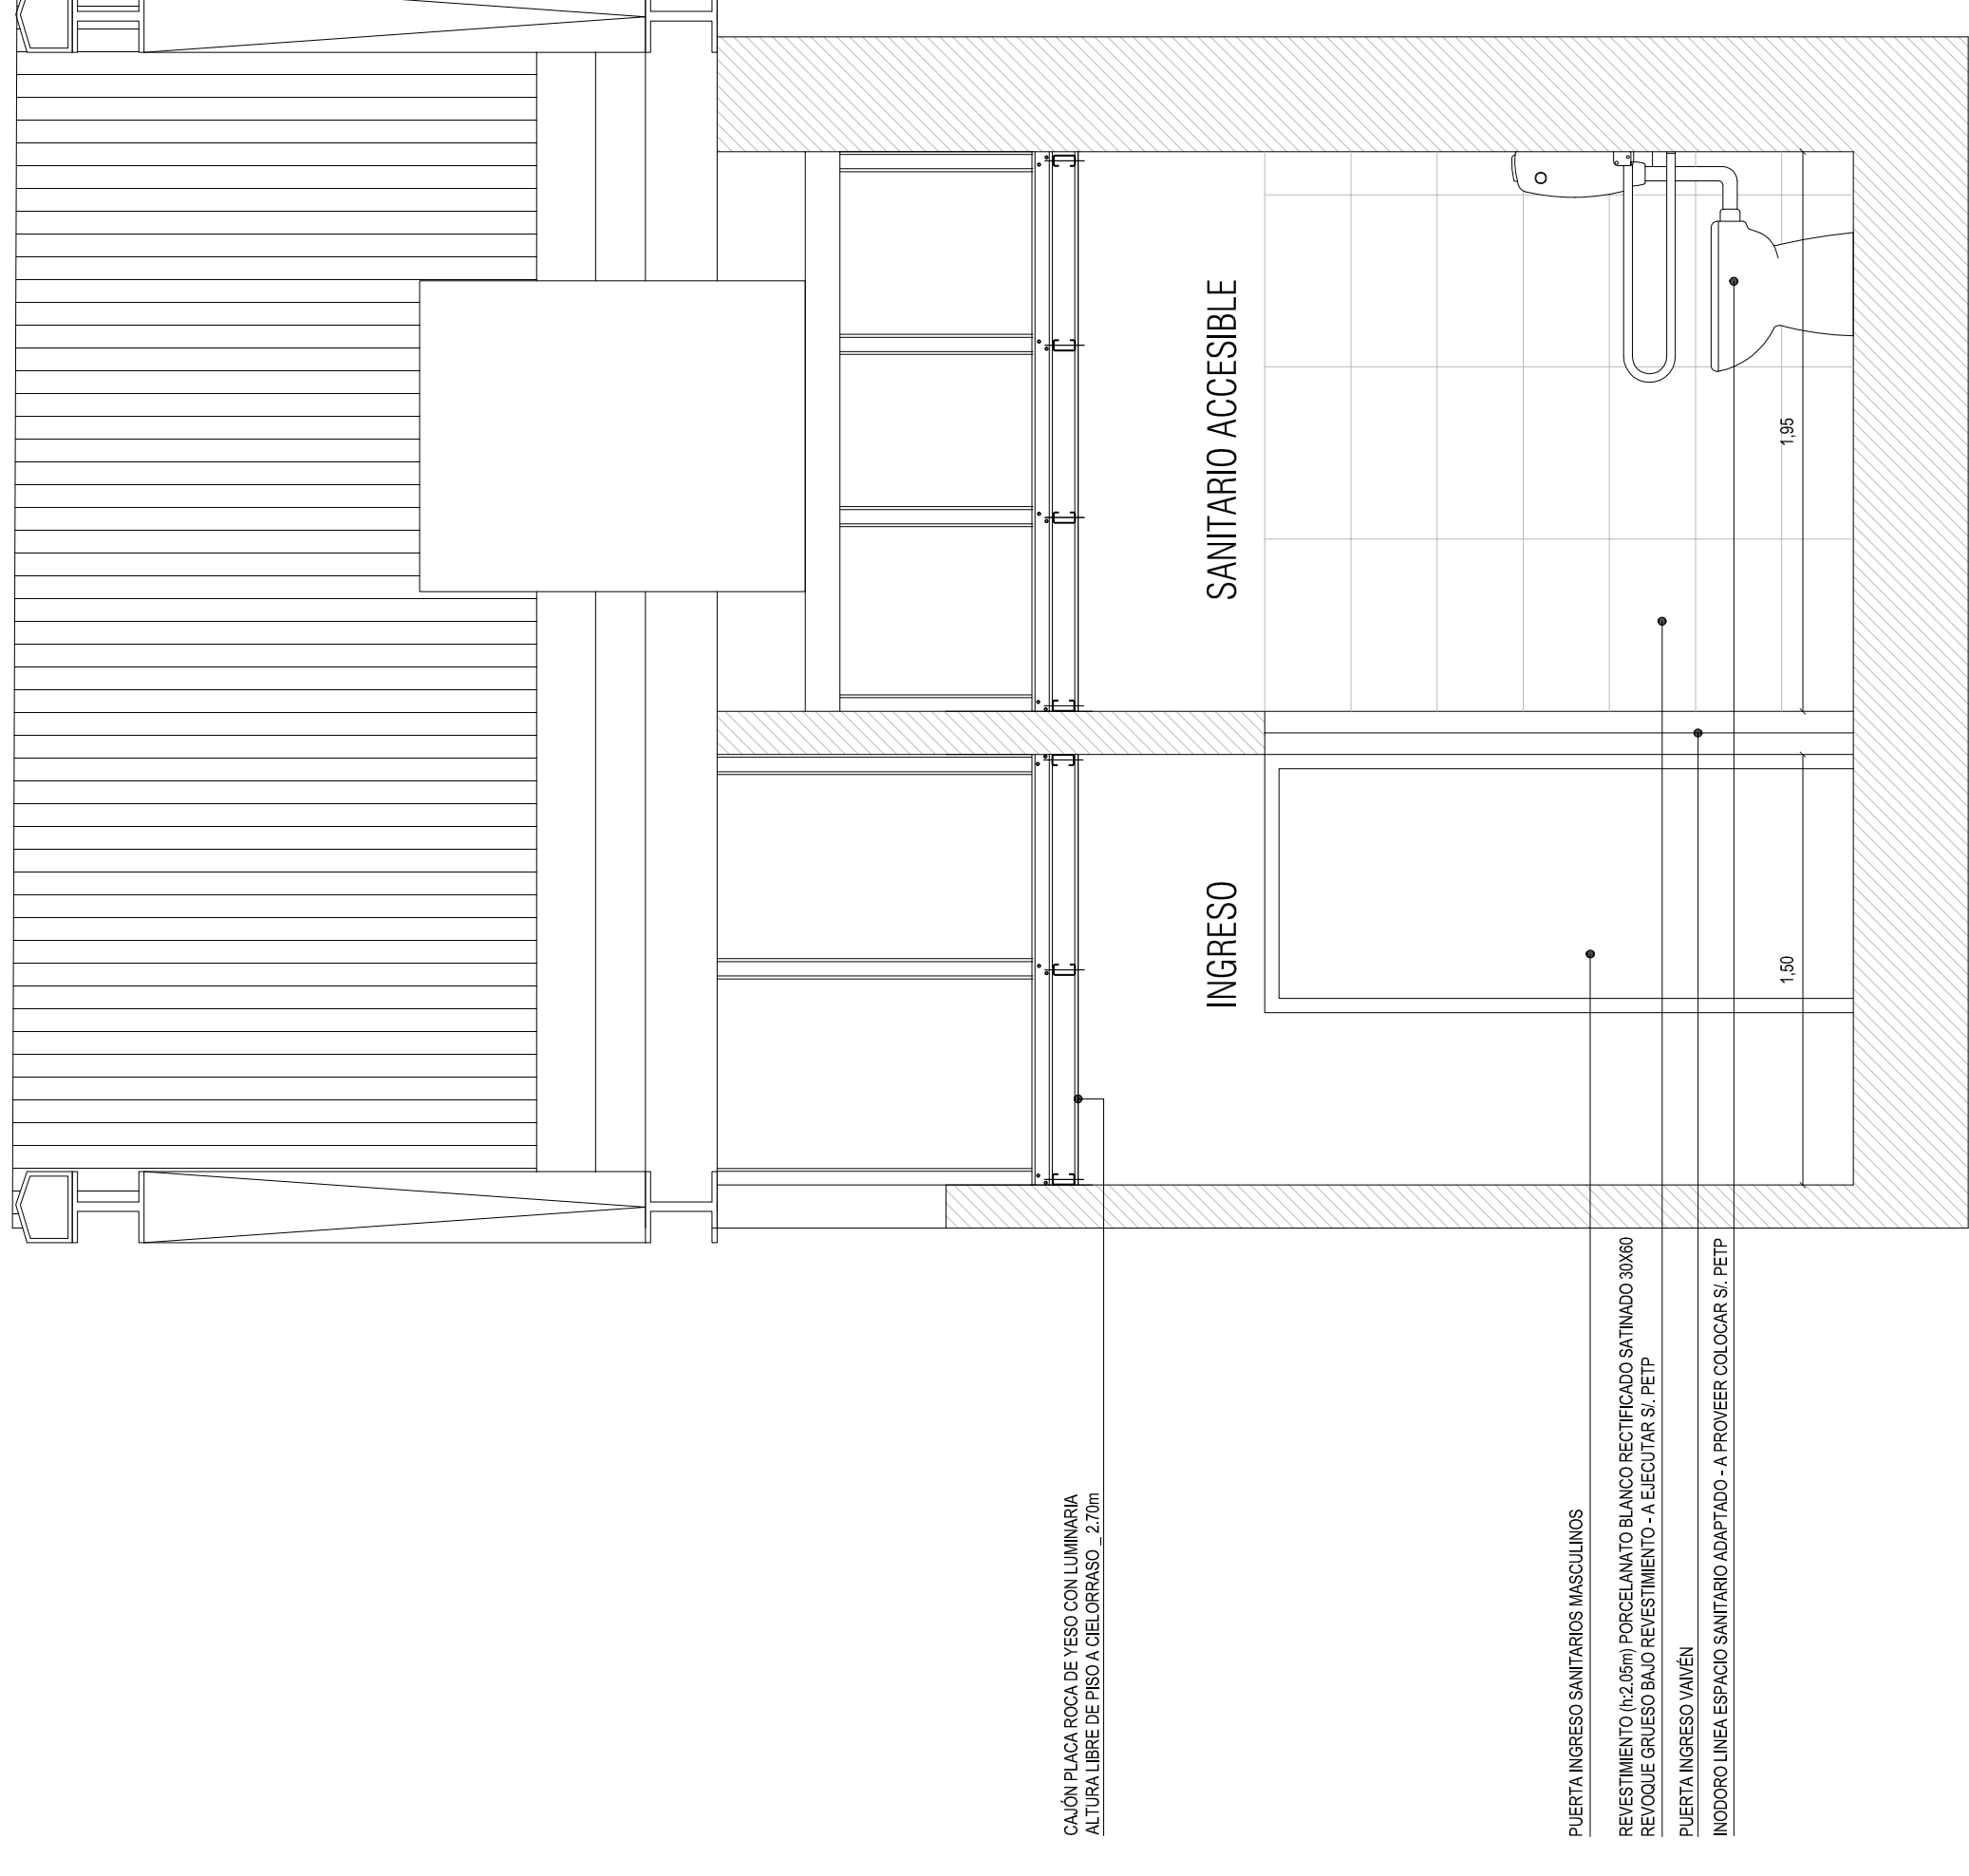 SANITARIO ACCESIBLE
INGRESO
1,95
1,50
CAJÓN PLACA ROCA DE YESO CON LUMINARIA
ALTURA LIBRE DE PISO A CIELORRASO _ 2.70m
PUERTA INGRESO SANITARIOS MASCULINOS
REVESTIMIENTO (h:2.05m) PORCELANATO BLANCO RECTIFICADO SATINADO 30X60
REVOQUE GRUESO BAJO REVESTIMIENTO - A EJECUTAR S/. PETP
PUERTA INGRESO VAIVÉN
INODORO LINEA ESPACIO SANITARIO ADAPTADO - A PROVEER COLOCAR S/. PETP